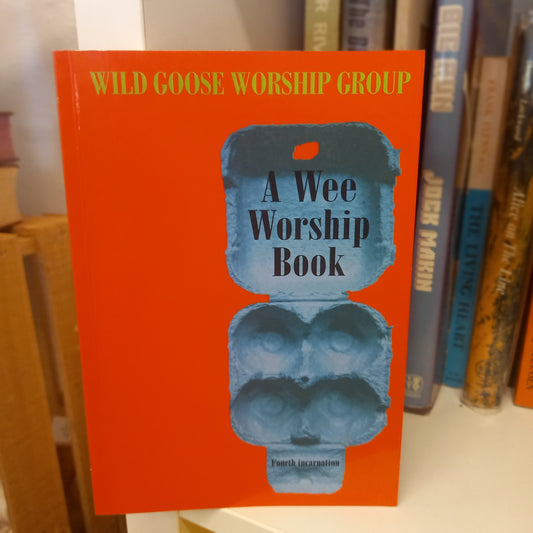 WILD GOOSE WORSHIP GROUP
A Wee
Worship
Book
Fourth incarnation
JACK MARIN
THE LIVING HEART